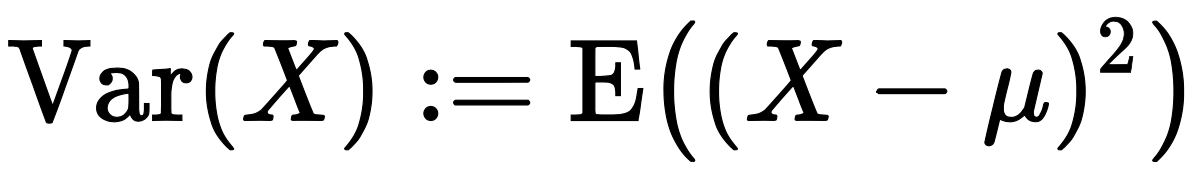 Var(X) := E((X − μ)²)